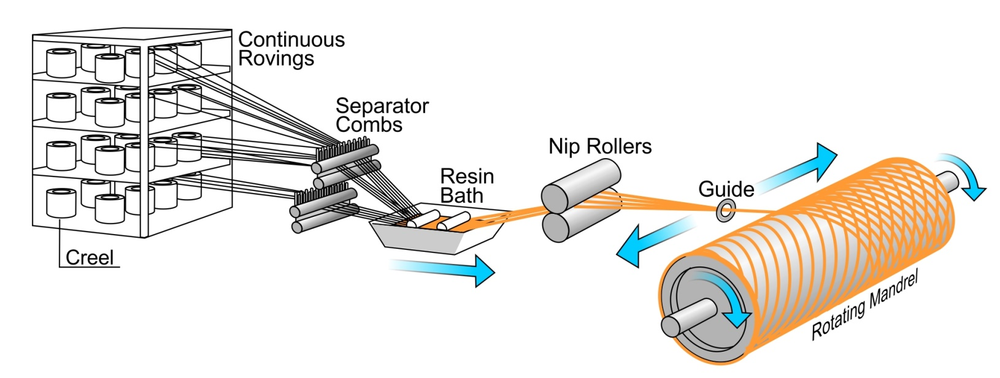 Continuous
Rovings
Separator
Combs
Resin
Bath
Nip Rollers
Guide
Creel
Rotating Mandrel